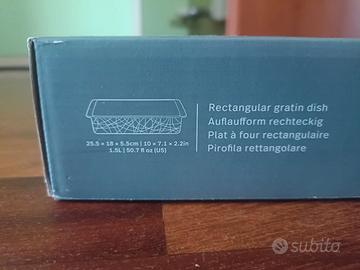 Rectangular gratin dish
Auflaufform rechteckig
Plat à four rectangulaire
Pirofila rettangolare
25.5 × 18 × 5.5cm | 10 × 7.1 × 2.2in
1.5L | 50.7 fl oz (US)
subito